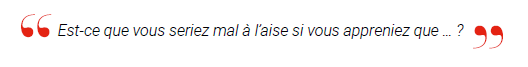 “ Est-ce que vous seriez mal à l’aise si vous appreniez que ... ? ”